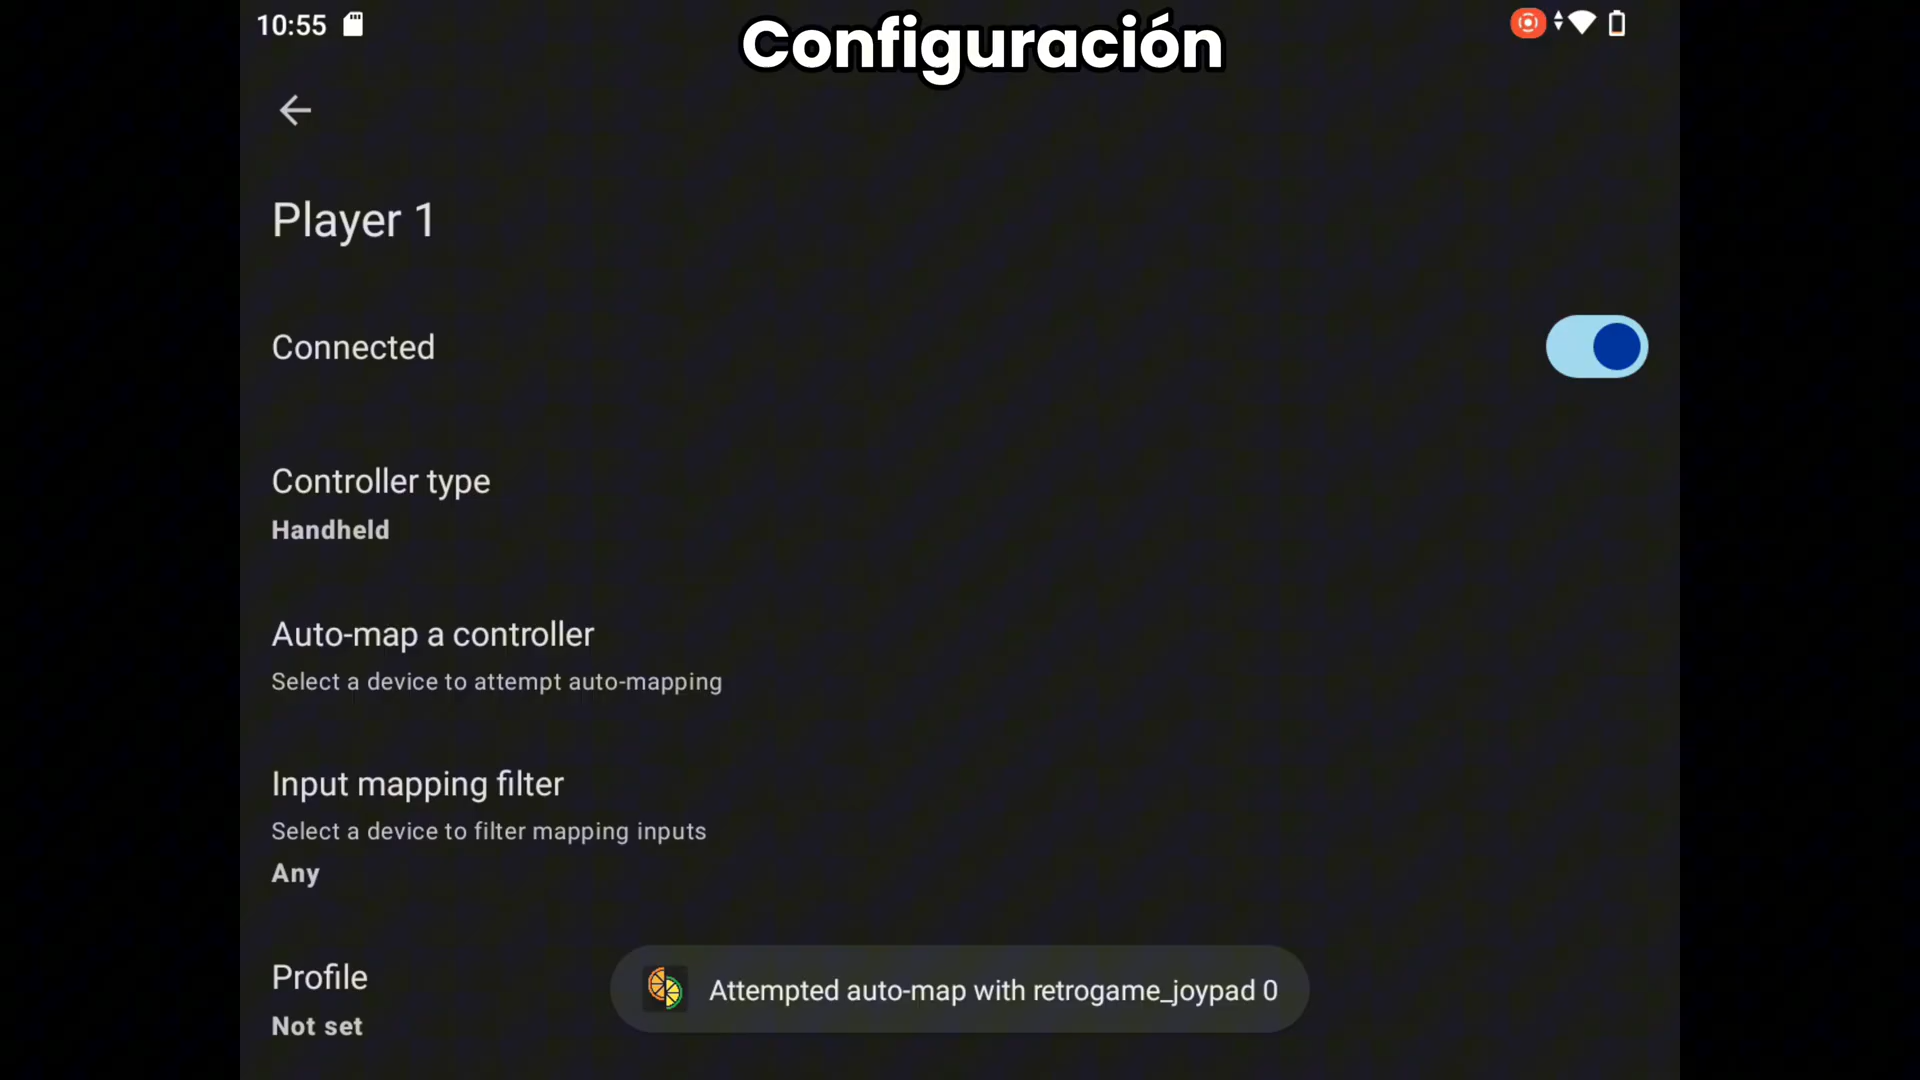 10:55
Configuración
Player 1
Connected
Controller type
Handheld
Auto-map a controller
Select a device to attempt auto-mapping
Input mapping filter
Select a device to filter mapping inputs
Any
Profile
Not set
Attempted auto-map with retrogame_joypad 0